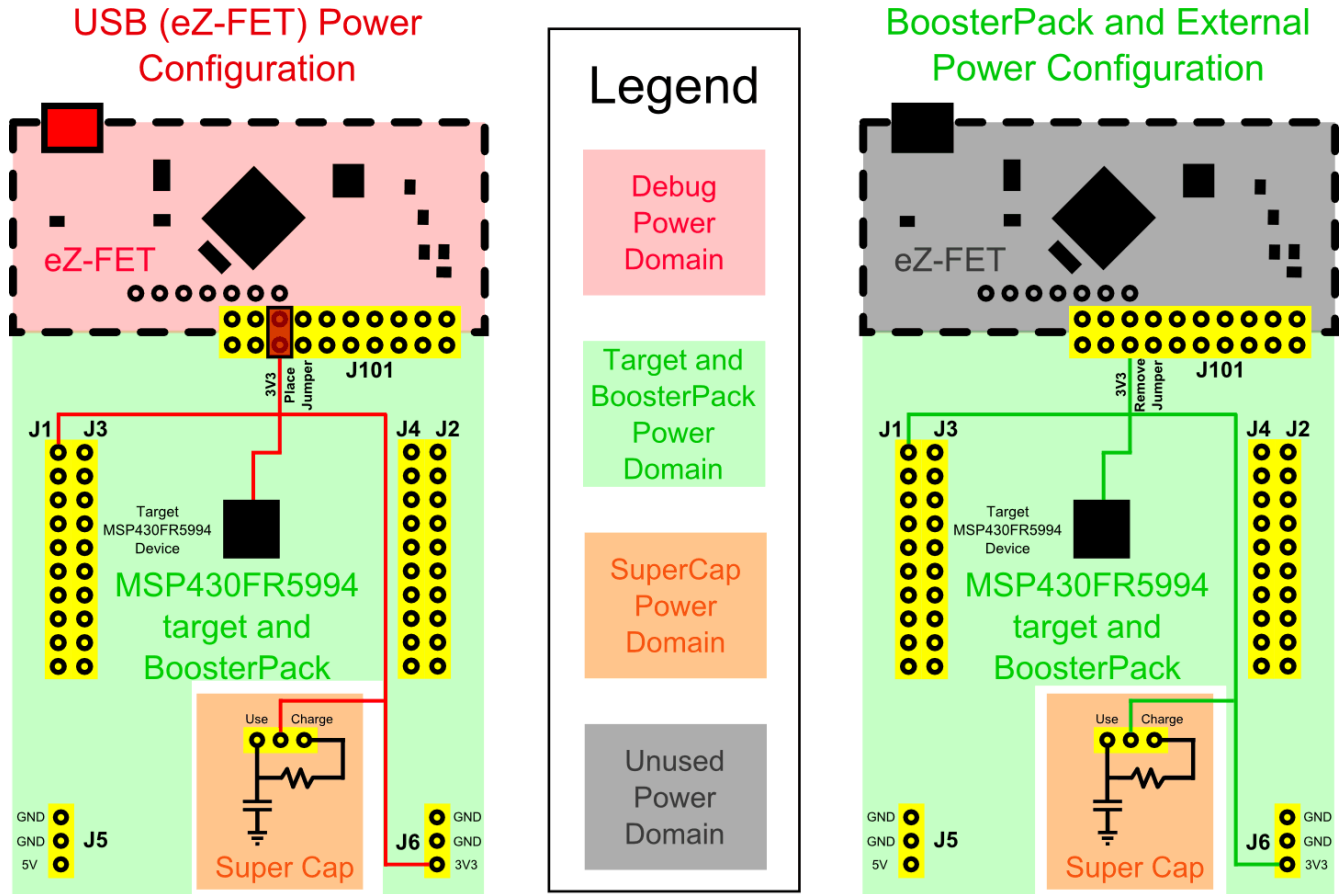 USB (eZ-FET) Power
Configuration
eZ-FET
3V3
Place
Jumper
J101
J1
J3
J4
J2
Target
MSP430FR5994
Device
MSP430FR5994
target and
BoosterPack
Use
Charge
GND
GND
5V
J5
Super Cap
J6
GND
GND
3V3
Legend
Debug
Power
Domain
Target and
BoosterPack
Power
Domain
SuperCap
Power
Domain
Unused
Power
Domain
BoosterPack and External
Power Configuration
eZ-FET
3V3
Remove
Jumper
J101
J1
J3
J4
J2
Target
MSP430FR5994
Device
MSP430FR5994
target and
BoosterPack
Use
Charge
GND
GND
5V
J5
Super Cap
J6
GND
GND
3V3